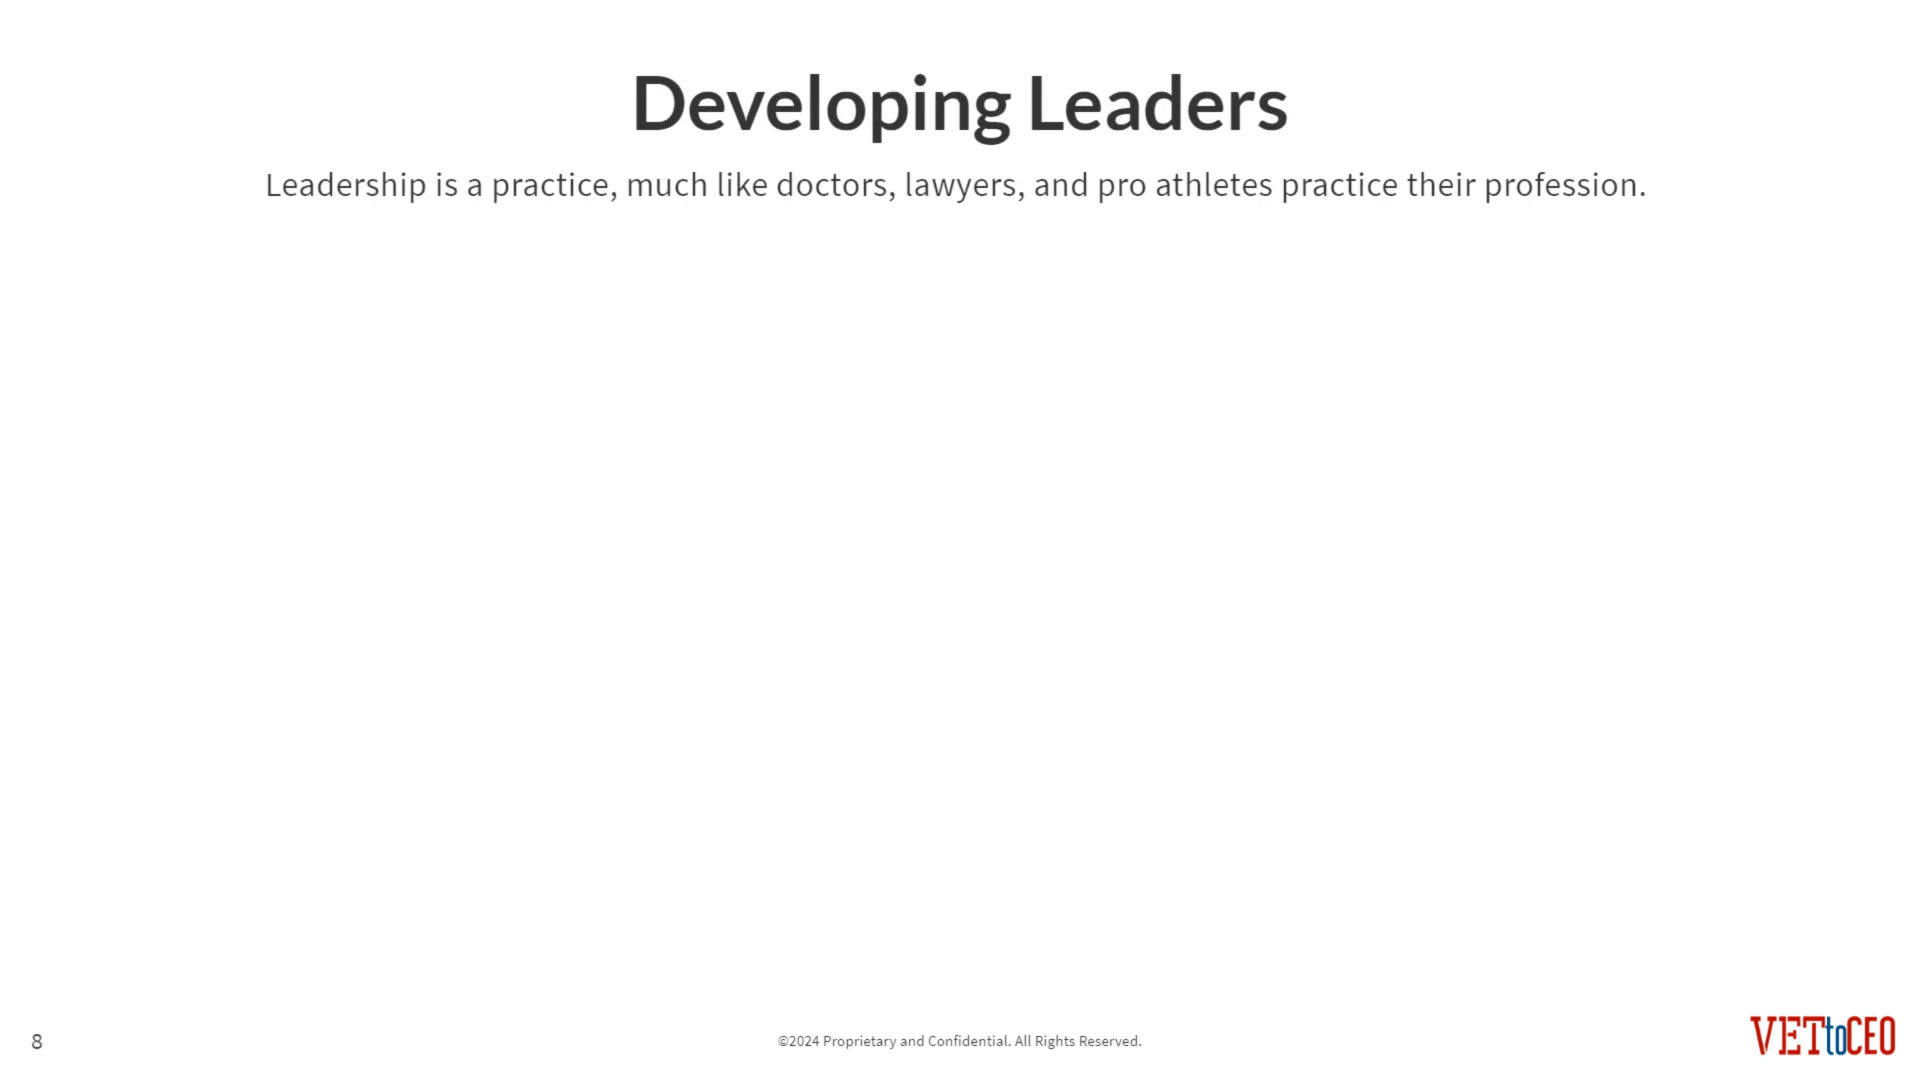 Developing Leaders
Leadership is a practice, much like doctors, lawyers, and pro athletes practice their profession.
8
©2024 Proprietary and Confidential. All Rights Reserved.
VETtoCEO